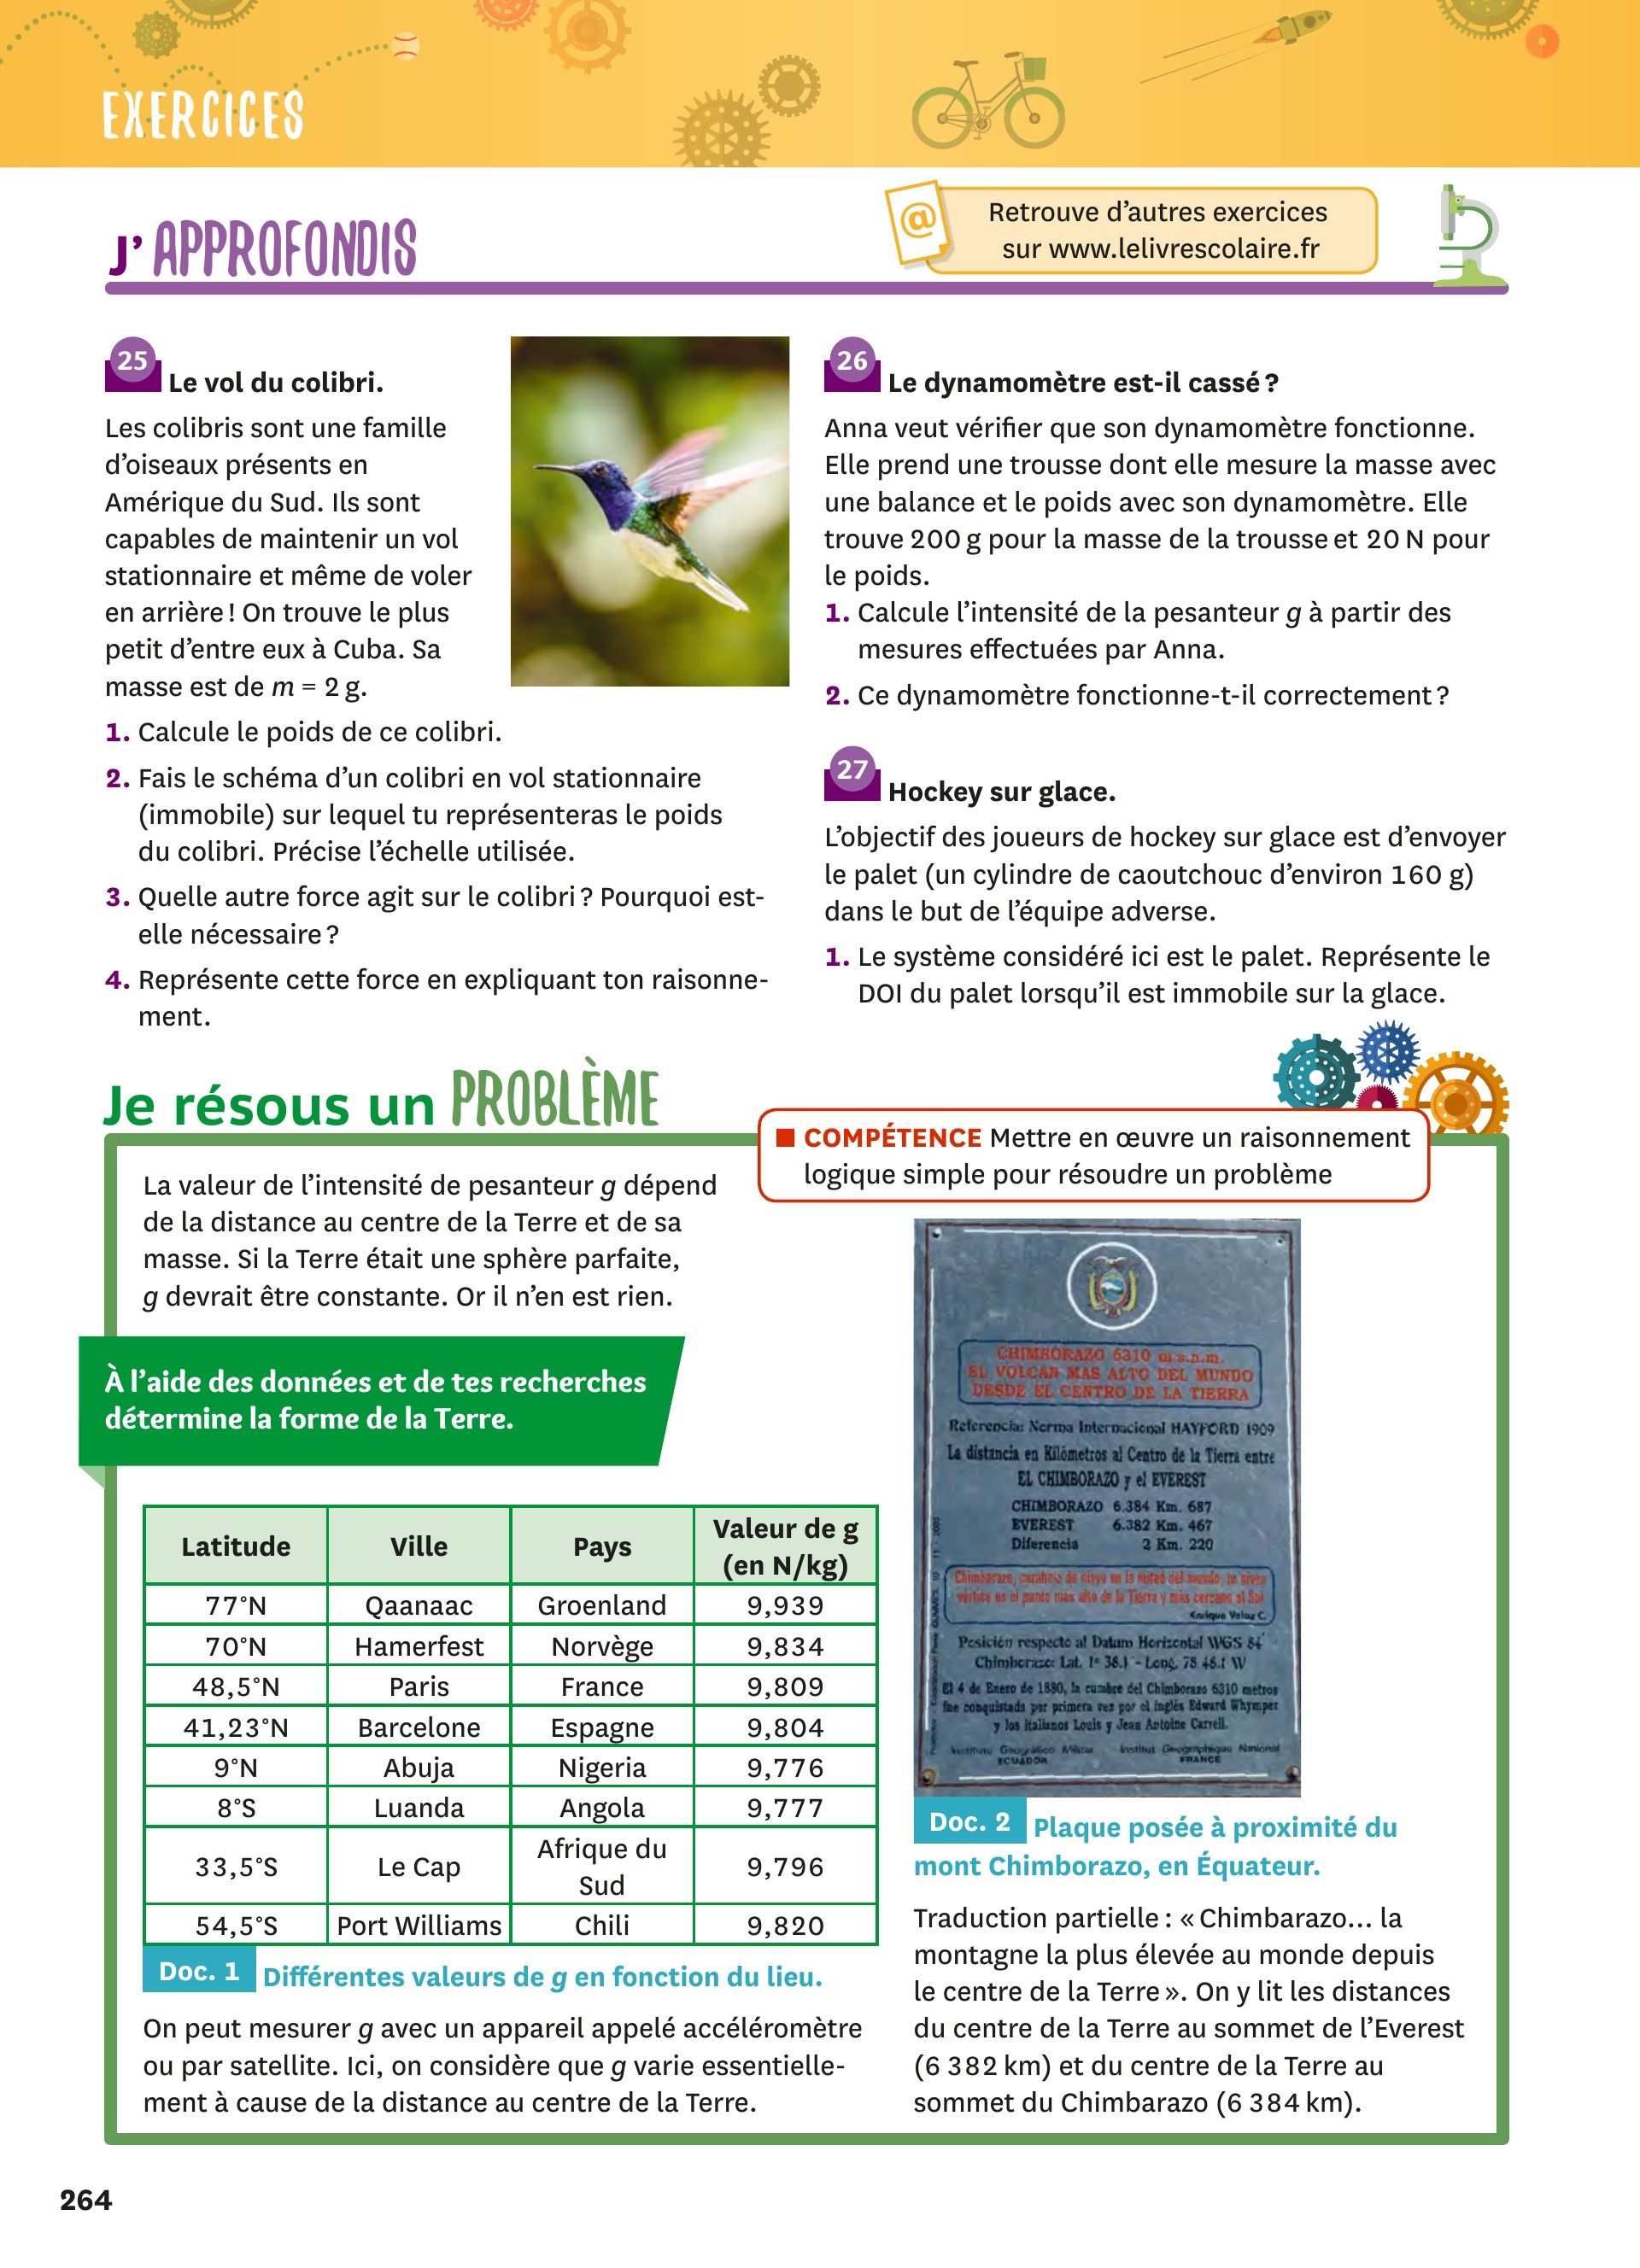 EXERCICES
J' APPROFONDIS
@
Retrouve d'autres exercices
sur www.lelivrescolaire.fr
25 Le vol du colibri.
Les colibris sont une famille
d'oiseaux présents en
Amérique du Sud. Ils sont
capables de maintenir un vol
stationnaire et même de voler
en arrière ! On trouve le plus
petit d'entre eux à Cuba. Sa
masse est de m = 2 g.
1. Calcule le poids de ce colibri.
2. Fais le schéma d'un colibri en vol stationnaire
(immobile) sur lequel tu représenteras le poids
du colibri. Précise l'échelle utilisée.
3. Quelle autre force agit sur le colibri ? Pourquoi est-
elle nécessaire ?
4. Représente cette force en expliquant ton raisonne-
ment.
26 Le dynamomètre est-il cassé ?
Anna veut vérifier que son dynamomètre fonctionne.
Elle prend une trousse dont elle mesure la masse avec
une balance et le poids avec son dynamomètre. Elle
trouve 200 g pour la masse de la trousse et 20 N pour
le poids.
1. Calcule l'intensité de la pesanteur g à partir des
mesures effectuées par Anna.
2. Ce dynamomètre fonctionne-t-il correctement ?
27 Hockey sur glace.
L'objectif des joueurs de hockey sur glace est d'envoyer
le palet (un cylindre de caoutchouc d'environ 160 g)
dans le but de l'équipe adverse.
1. Le système considéré ici est le palet. Représente le
DOI du palet lorsqu'il est immobile sur la glace.
Je résous un PROBLÈME
COMPÉTENCE Mettre en œuvre un raisonnement
logique simple pour résoudre un problème
La valeur de l'intensité de pesanteur g dépend
de la distance au centre de la Terre et de sa
masse. Si la Terre était une sphère parfaite,
g devrait être constante. Or il n'en est rien.
À l'aide des données et de tes recherches
détermine la forme de la Terre.
Latitude Ville Pays Valeur de g
(en N/kg)
77°N Qaanaac Groenland 9,939
70°N Hamerfest Norvège 9,834
48,5°N Paris France 9,809
41,23°N Barcelone Espagne 9,804
9°N Abuja Nigeria 9,776
8°S Luanda Angola 9,777
33,5°S Le Cap Afrique du
Sud 9,796
54,5°S Port Williams Chili 9,820
Doc. 1 Différentes valeurs de g en fonction du lieu.
On peut mesurer g avec un appareil appelé accéléromètre
ou par satellite. Ici, on considère que g varie essentielle-
ment à cause de la distance au centre de la Terre.
CHIMBORAZO 6310 m s.n.m.
EL VOLCAN MAS ALTO DEL MUNDO
DESDE EL CENTRO DE LA TIERRA
Referencia: Norma Internacional HAYFORD 1909
La distancia en Kilómetros al Centro de la Tierra entre
EL CHIMBORAZO y el EVEREST
CHIMBORAZO 6.384 Km. 687
EVEREST 6.382 Km. 467
Diferencia 2 Km. 220
Chimborazo, de nieve en la mitad del mundo, tu
vértice es el punto mas alto de la Tierra y más cercano al Sol
Enrique C.
Posición respecto al Datum Horizontal WGS 84
Chimborazo: Lat. 1° 38.1' - Long. 78 48.1 W
El 4 de Enero de 1880, la cumbre del Chimborazo 6310 metros
fue conquistada por primera vez por el inglés Edward Whymper
y los italianos Louis y Jean Antoine Carrell.
Instituto Geográfico Militar Institut Géographique National
ECUADOR FRANCE
Doc. 2 Plaque posée à proximité du
mont Chimborazo, en Équateur.
Traduction partielle : « Chimbarazo… la
montagne la plus élevée au monde depuis
le centre de la Terre ». On y lit les distances
du centre de la Terre au sommet de l'Everest
(6 382 km) et du centre de la Terre au
sommet du Chimbarazo (6 384 km).
264